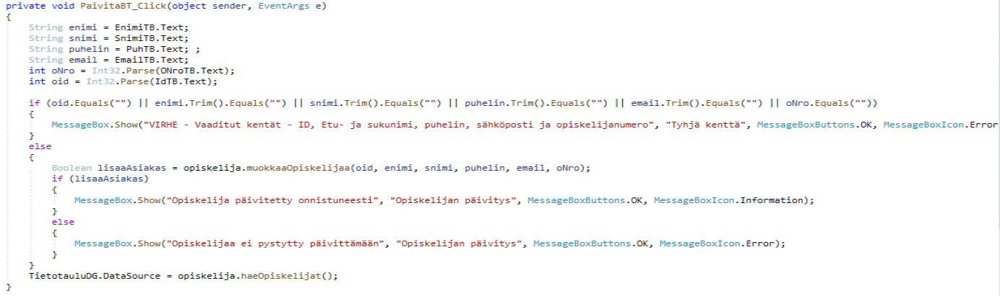 private void PaivitaBT_Click(object sender, EventArgs e)
{
    String enimi = EnimiTB.Text;
    String snimi = SnimiTB.Text;
    String puhelin = PuhTB.Text; ;
    String email = EmailTB.Text;
    int oNro = Int32.Parse(ONroTB.Text);
    int oid = Int32.Parse(IdTB.Text);

    if (oid.Equals("") || enimi.Trim().Equals("") || snimi.Trim().Equals("") || puhelin.Trim().Equals("") || email.Trim().Equals("") || oNro.Equals(""))
    {
        MessageBox.Show("VIRHE - Vaaditut kentät - ID, Etu- ja sukunimi, puhelin, sähköposti ja opiskelijanumero", "Tyhjä kenttä", MessageBoxButtons.OK, MessageBoxIcon.Error
    }
    else
    {
        Boolean lisaaAsiakas = opiskelija.muokkaaOpiskelijaa(oid, enimi, snimi, puhelin, email, oNro);
        if (lisaaAsiakas)
        {
            MessageBox.Show("Opiskelija päivitetty onnistuneesti", "Opiskelijan päivitys", MessageBoxButtons.OK, MessageBoxIcon.Information);
        }
        else
        {
            MessageBox.Show("Opiskelijaa ei pystytty päivittämään", "Opiskelijan päivitys", MessageBoxButtons.OK, MessageBoxIcon.Error);
        }
    }
    TietotauluDG.DataSource = opiskelija.haeOpiskelijat();
}